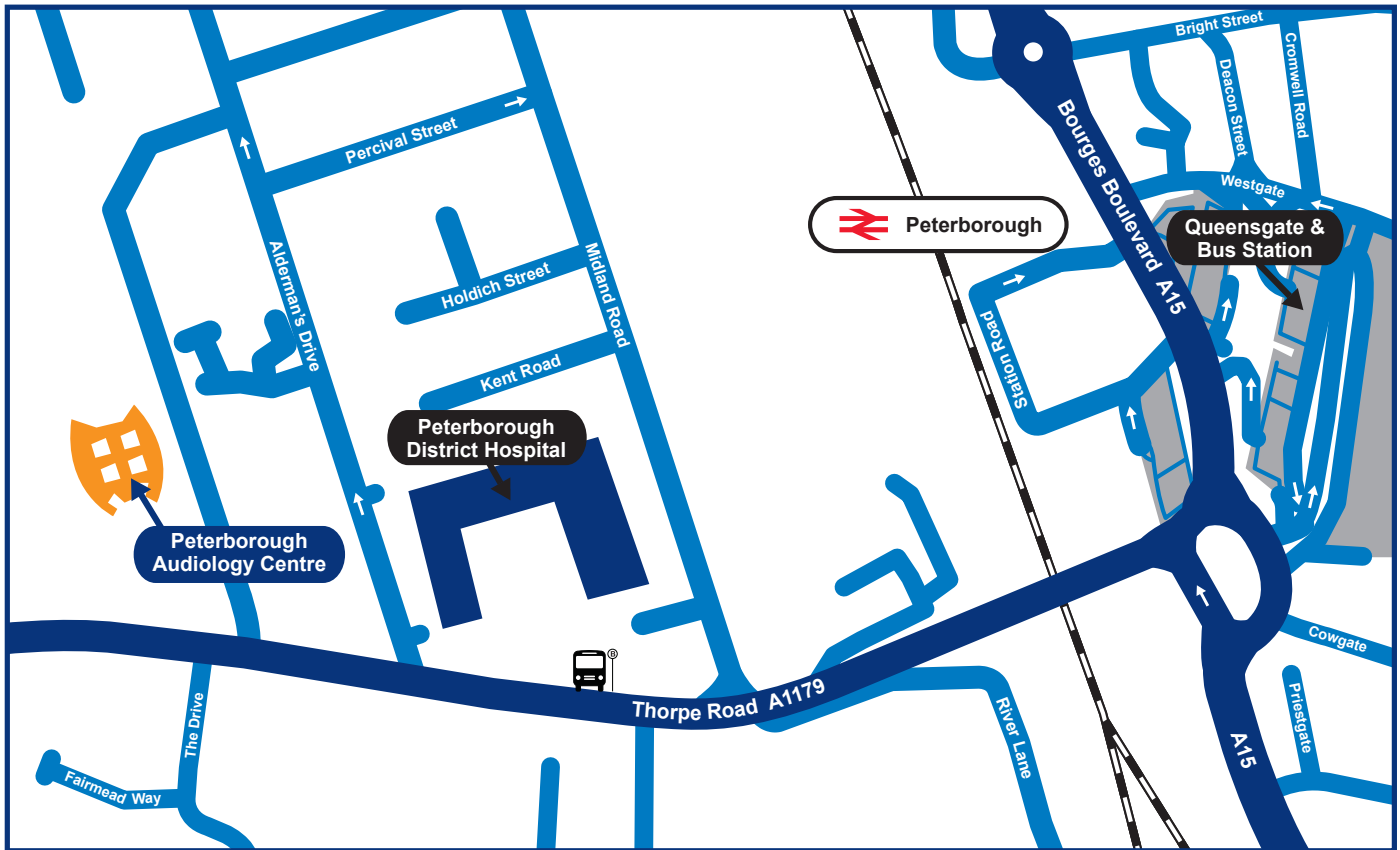 Bright Street
Cromwell Road
Deacon Street
Bourges Boulevard A15
Percival Street
Westgate
Peterborough
Queensgate &
Bus Station
Alderman's Drive
Midland Road
Holdich Street
Station Road
Kent Road
Peterborough
District Hospital
Peterborough
Audiology Centre
B
Cowgate
Thorpe Road A1179
The Drive
River Lane
Priestgate
A15
Fairmead Way